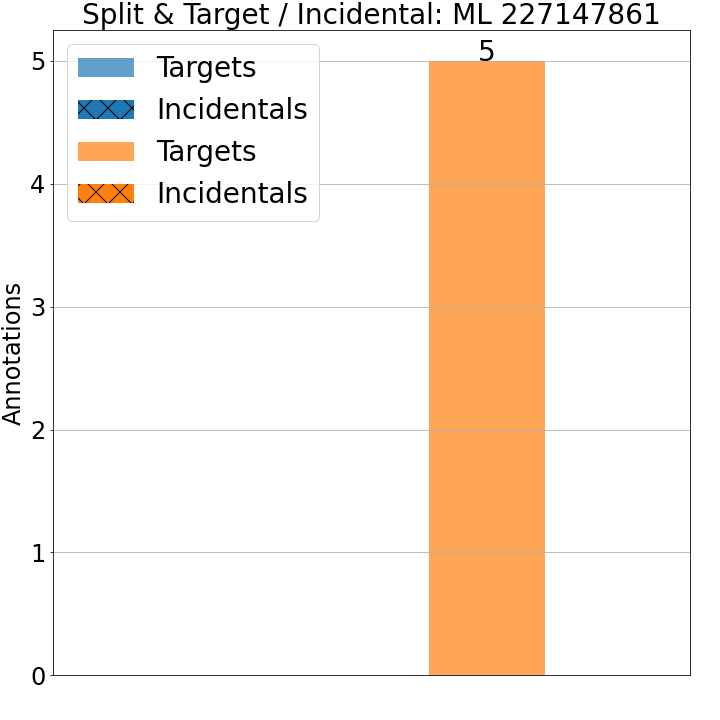 Split & Target / Incidental: ML 227147861
5
Targets
Incidentals
Targets
Incidentals
Annotations
5
4
3
2
1
0